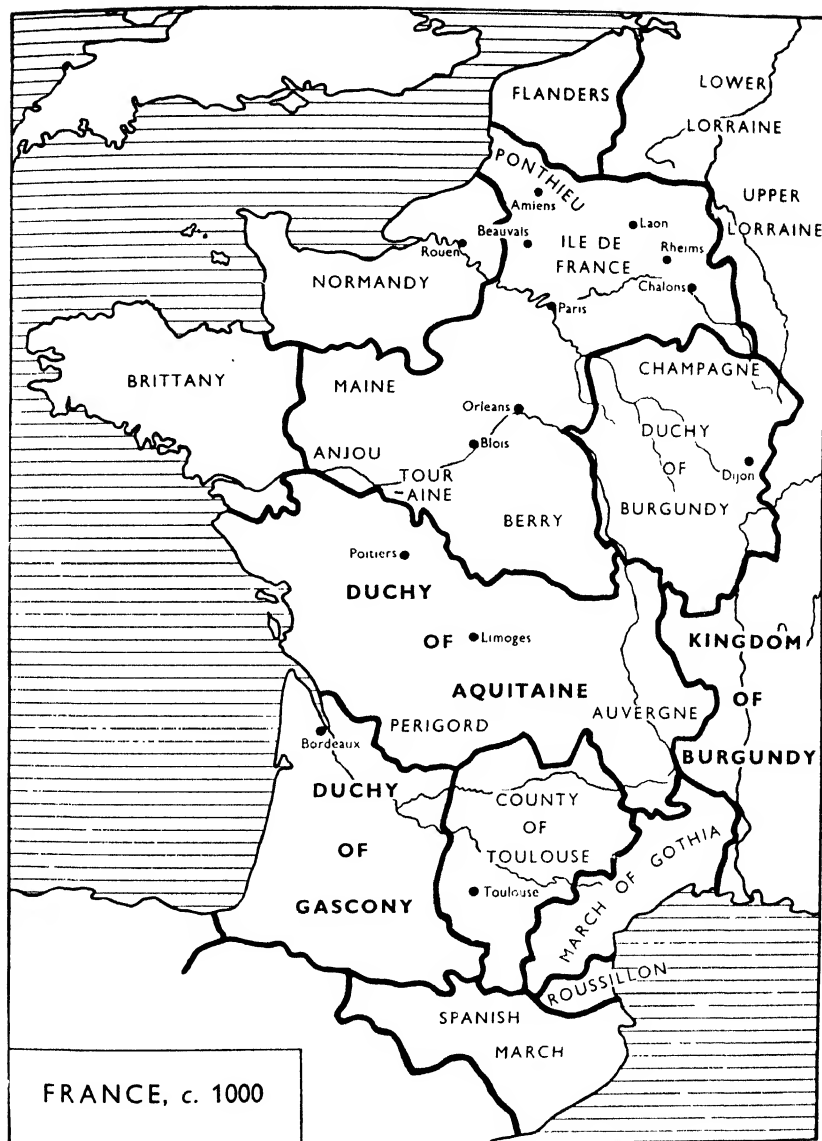 FLANDERS
LOWER
LORRAINE
PONTHIEU
Amiens
UPPER
LORRAINE
Rouen
Beauvais
Laon
ILE DE
FRANCE
Rheims
NORMANDY
Chalons
Paris
BRITTANY
MAINE
CHAMPAGNE
Orleans
Blois
DUCHY
OF
BURGUNDY
Dijon
ANJOU
TOUR
-AINE
BERRY
Poitiers
DUCHY
OF
AQUITAINE
Limoges
KINGDOM
OF
BURGUNDY
PERIGORD
AUVERGNE
Bordeaux
DUCHY
OF
GASCONY
COUNTY
OF
TOULOUSE
Toulouse
MARCH OF GOTHIA
ROUSSILLON
SPANISH
MARCH
FRANCE, c. 1000